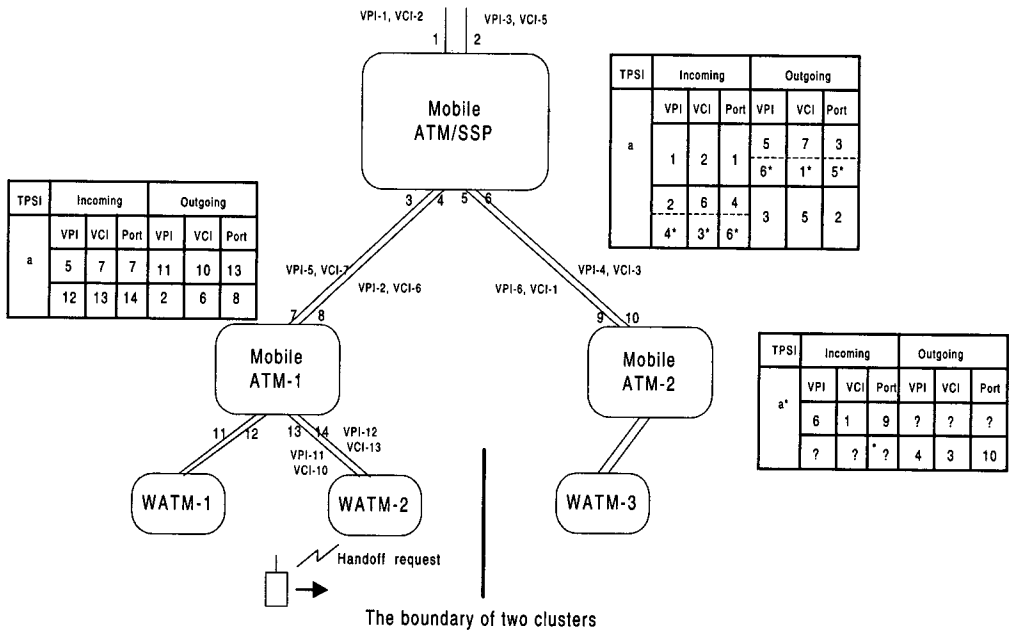 VPI-1, VCI-2
VPI-3, VCI-5
1
2
Mobile
ATM/SSP
3
4
5
6
TPSI Incoming Outgoing
VPI VCI Port VPI VCI Port
a
1 2 1 5 7 3
6* 1* 5*
2 6 4 3 5 2
4* 3* 6*
TPSI Incoming Outgoing
VPI VCI Port VPI VCI Port
a
5 7 7 11 10 13
12 13 14 2 6 8
VPI-5, VCI-7
VPI-2, VCI-6
VPI-4, VCI-3
VPI-6, VCI-1
7
8
9
10
Mobile
ATM-1
Mobile
ATM-2
TPSI Incoming Outgoing
VPI VCI Port VPI VCI Port
a*
6 1 9 ? ? ?
? ? * ? 4 3 10
11
12
13
14
VPI-12
VCI-13
VPI-11
VCI-10
WATM-1
WATM-2
WATM-3
Handoff request
The boundary of two clusters